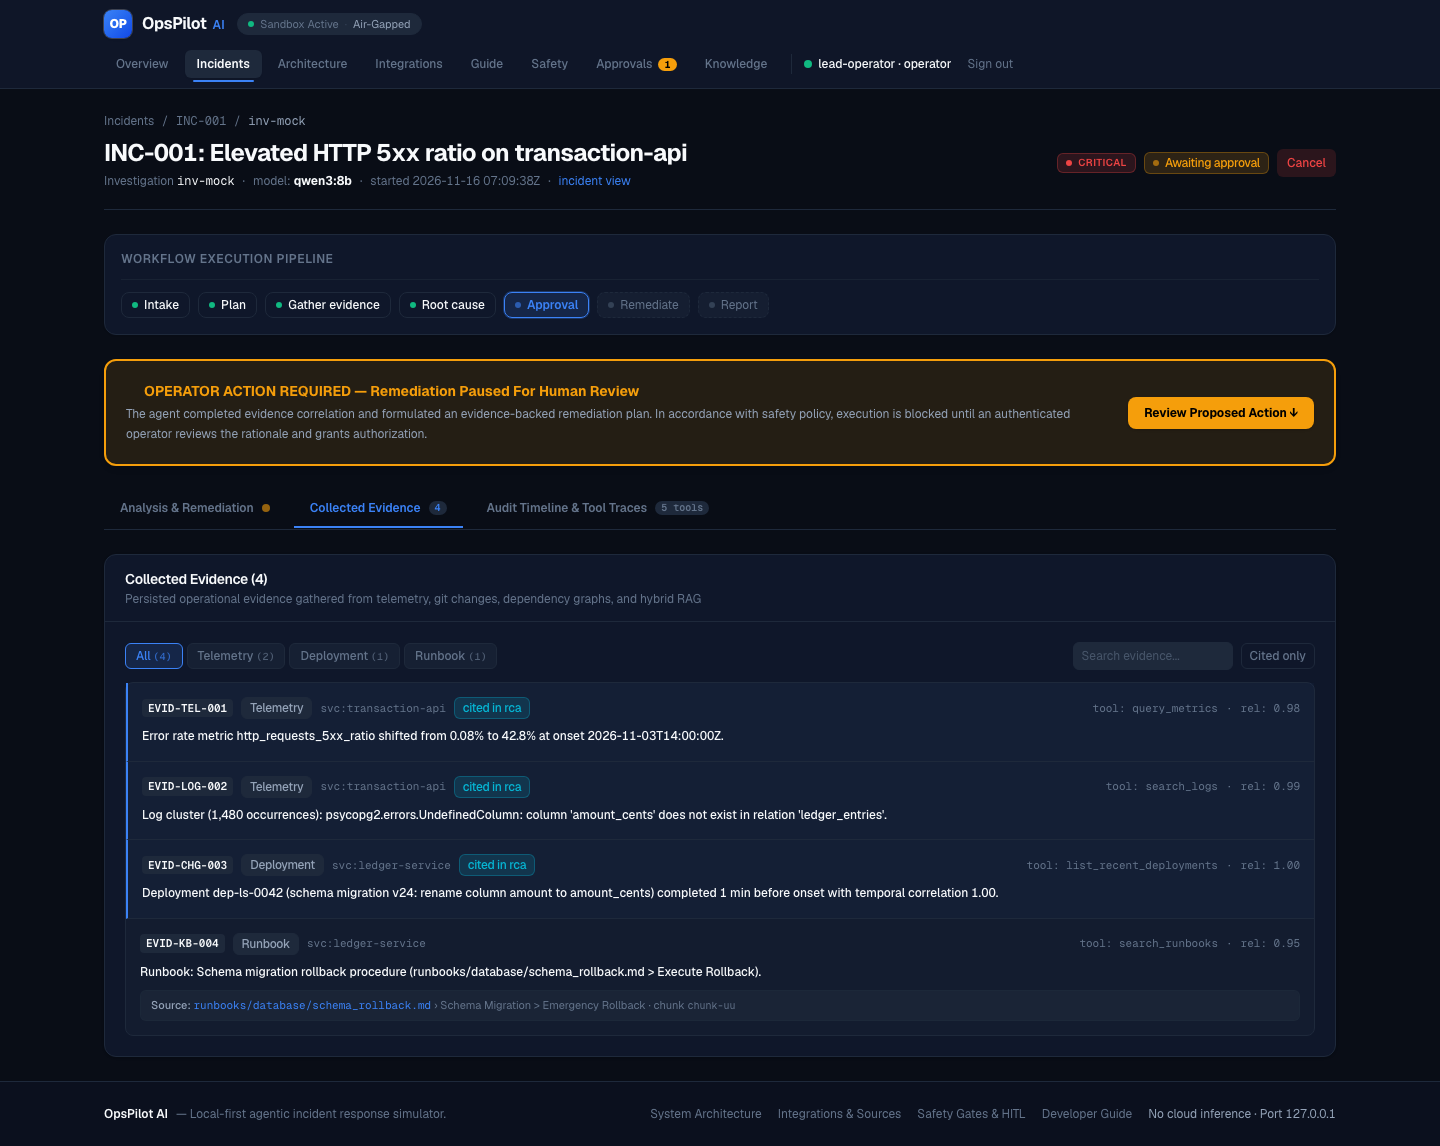 OP OpsPilot AI Sandbox Active · Air-Gapped
Overview Incidents Architecture Integrations Guide Safety Approvals 1 Knowledge lead-operator · operator Sign out
Incidents / INC-001 / inv-mock
INC-001: Elevated HTTP 5xx ratio on transaction-api
CRITICAL Awaiting approval Cancel
Investigation inv-mock · model: qwen3:8b · started 2026-11-16 07:09:38Z · incident view
WORKFLOW EXECUTION PIPELINE
Intake Plan Gather evidence Root cause Approval Remediate Report
OPERATOR ACTION REQUIRED — Remediation Paused For Human Review
The agent completed evidence correlation and formulated an evidence-backed remediation plan. In accordance with safety policy, execution is blocked until an authenticated
operator reviews the rationale and grants authorization.
Review Proposed Action ↓
Analysis & Remediation Collected Evidence 4 Audit Timeline & Tool Traces 5 tools
Collected Evidence (4)
Persisted operational evidence gathered from telemetry, git changes, dependency graphs, and hybrid RAG
All (4) Telemetry (2) Deployment (1) Runbook (1) Search evidence... Cited only
EVID-TEL-001 Telemetry svc:transaction-api cited in rca tool: query_metrics · rel: 0.98
Error rate metric http_requests_5xx_ratio shifted from 0.08% to 42.8% at onset 2026-11-03T14:00:00Z.
EVID-LOG-002 Telemetry svc:transaction-api cited in rca tool: search_logs · rel: 0.99
Log cluster (1,480 occurrences): psycopg2.errors.UndefinedColumn: column 'amount_cents' does not exist in relation 'ledger_entries'.
EVID-CHG-003 Deployment svc:ledger-service cited in rca tool: list_recent_deployments · rel: 1.00
Deployment dep-ls-0042 (schema migration v24: rename column amount to amount_cents) completed 1 min before onset with temporal correlation 1.00.
EVID-KB-004 Runbook svc:ledger-service tool: search_runbooks · rel: 0.95
Runbook: Schema migration rollback procedure (runbooks/database/schema_rollback.md > Execute Rollback).
Source: runbooks/database/schema_rollback.md › Schema Migration > Emergency Rollback · chunk chunk-uu
OpsPilot AI — Local-first agentic incident response simulator. System Architecture Integrations & Sources Safety Gates & HITL Developer Guide No cloud inference · Port 127.0.0.1